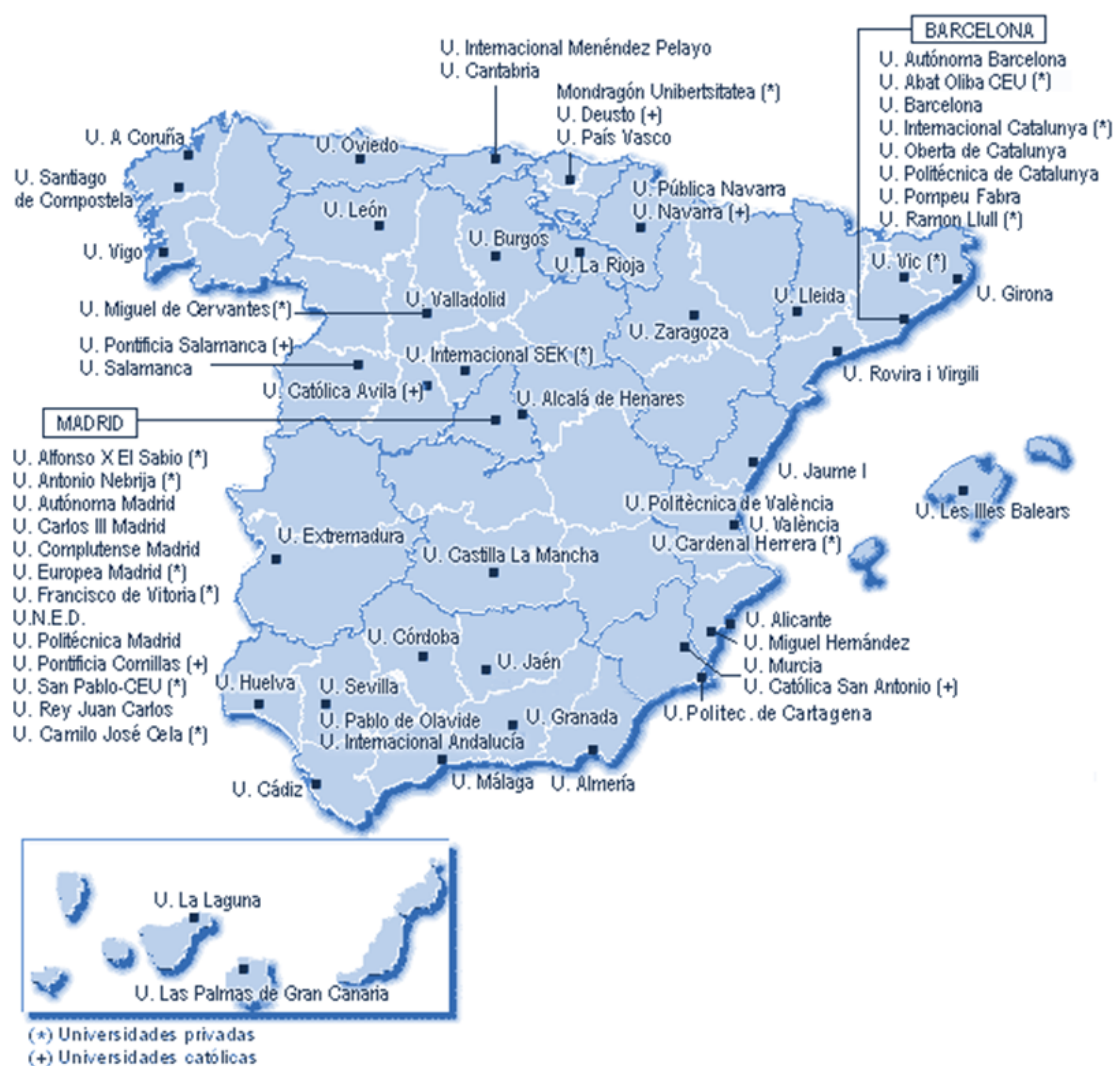 BARCELONA
U. Autónoma Barcelona
U. Abat Oliba CEU (*)
U. Barcelona
U. Internacional Catalunya (*)
U. Oberta de Catalunya
U. Politécnica de Catalunya
U. Pompeu Fabra
U. Ramon Llull (*)
U. Internacional Menéndez Pelayo
U. Cantabria
Mondragón Unibertsitatea (*)
U. Deusto (+)
U. País Vasco
U. A Coruña
U. Oviedo
U. Santiago
de Compostela
U. Pública Navarra
U. Navarra (+)
U. León
U. Vigo
U. Burgos
U. La Rioja
U. Vic (*)
U. Girona
U. Miguel de Cervantes (*)
U. Valladolid
U. Zaragoza
U. Lleida
U. Pontificia Salamanca (+)
U. Salamanca
U. Internacional SEK (*)
U. Rovira i Virgili
U. Católica Avila (+)
U. Alcalá de Henares
MADRID
U. Alfonso X El Sabio (*)
U. Antonio Nebrija (*)
U. Autónoma Madrid
U. Carlos III Madrid
U. Complutense Madrid
U. Europea Madrid (*)
U. Francisco de Vitoria (*)
U.N.E.D.
U. Politécnica Madrid
U. Pontificia Comillas (+)
U. San Pablo-CEU (*)
U. Rey Juan Carlos
U. Camilo José Cela (*)
U. Jaume I
U. Politècnica de València
U. València
U. Cardenal Herrera (*)
U. Les Illes Balears
U. Extremadura
U. Castilla La Mancha
U. Alicante
U. Miguel Hernández
U. Murcia
U. Católica San Antonio (+)
U. Politec. de Cartagena
U. Córdoba
U. Jaén
U. Huelva
U. Sevilla
U. Pablo de Olavide
U. Internacional Andalucía
U. Granada
U. Cádiz
U. Málaga
U. Almería
U. La Laguna
U. Las Palmas de Gran Canaria
(*) Universidades privadas
(+) Universidades católicas